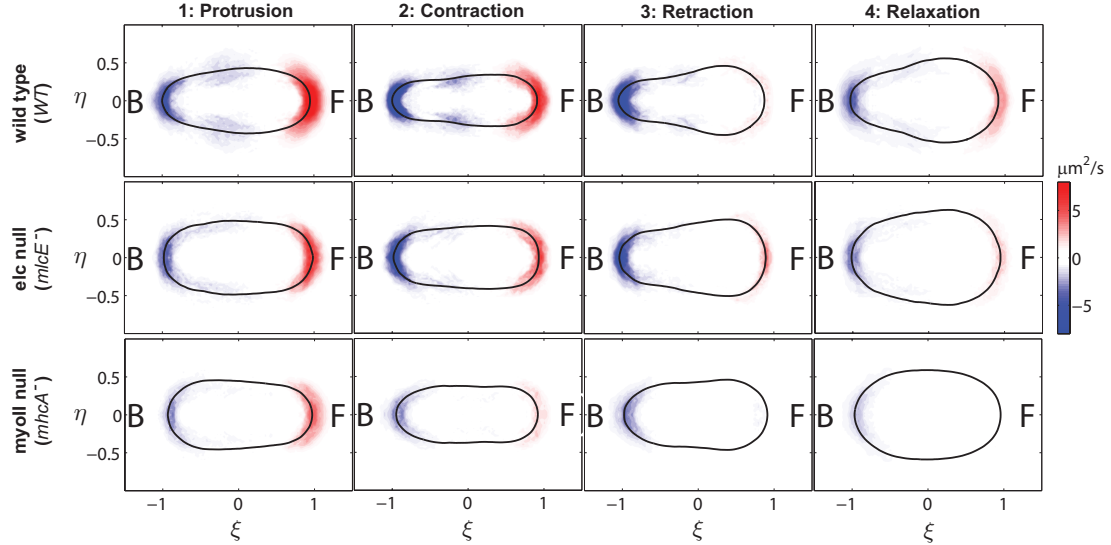 1: Protrusion 2: Contraction 3: Retraction 4: Relaxation
wild type
(WT)
η
0.5
0
−0.5
B F B F B F B F
μm²/s
5
0
−5
elc null
(mlcE⁻)
η
0.5
0
−0.5
B F B F B F B F
myoII null
(mhcA⁻)
η
0.5
0
−0.5
B F B F B F B F
−1 0 1 −1 0 1 −1 0 1 −1 0 1
ξ ξ ξ ξ